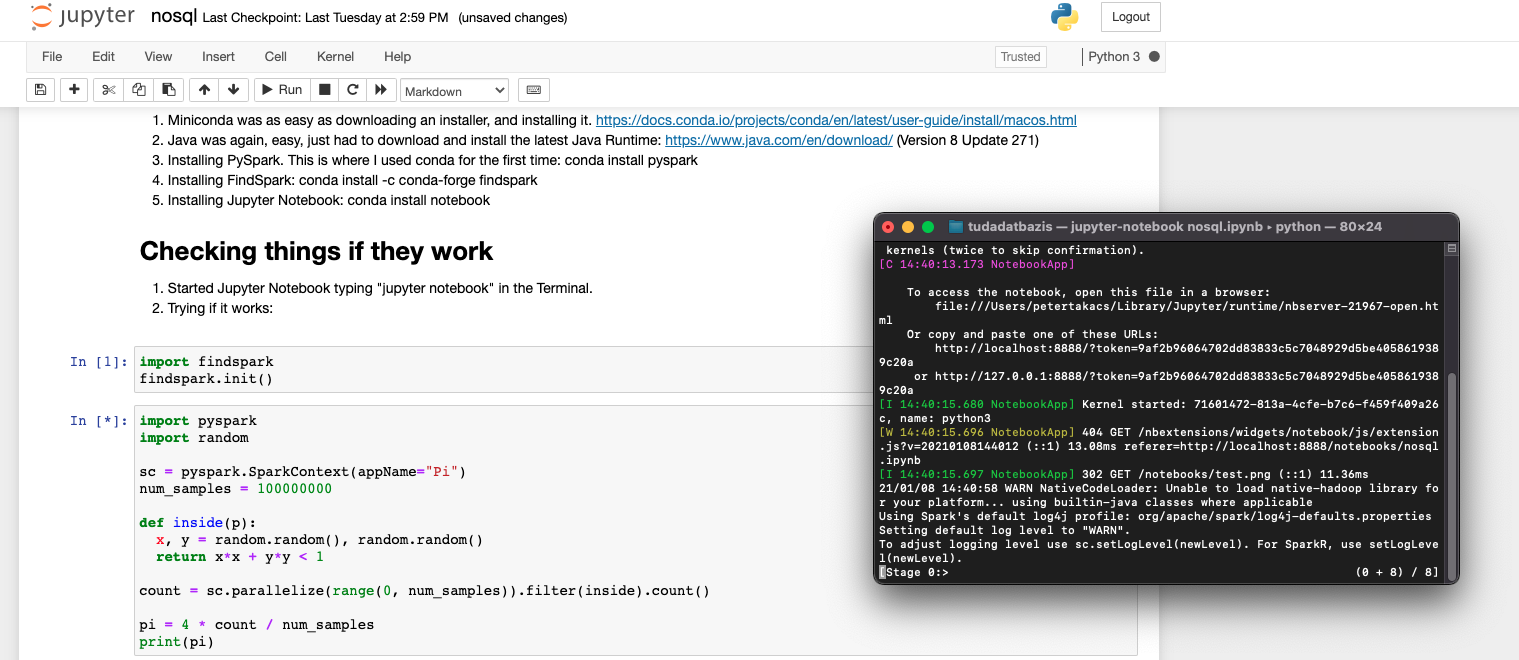 jupyter nosql Last Checkpoint: Last Tuesday at 2:59 PM (unsaved changes)
Logout
File Edit View Insert Cell Kernel Help
Trusted
Python 3
Run
Markdown
1. Miniconda was as easy as downloading an installer, and installing it. https://docs.conda.io/projects/conda/en/latest/user-guide/install/macos.html
2. Java was again, easy, just had to download and install the latest Java Runtime: https://www.java.com/en/download/ (Version 8 Update 271)
3. Installing PySpark. This is where I used conda for the first time: conda install pyspark
4. Installing FindSpark: conda install -c conda-forge findspark
5. Installing Jupyter Notebook: conda install notebook
Checking things if they work
1. Started Jupyter Notebook typing "jupyter notebook" in the Terminal.
2. Trying if it works:
In [1]:
import findspark
findspark.init()
In [*]:
import pyspark
import random
sc = pyspark.SparkContext(appName="Pi")
num_samples = 100000000
def inside(p):
x, y = random.random(), random.random()
return x*x + y*y < 1
count = sc.parallelize(range(0, num_samples)).filter(inside).count()
pi = 4 * count / num_samples
print(pi)
tudadatbazis — jupyter-notebook nosql.ipynb ▸ python — 80×24
kernels (twice to skip confirmation).
[C 14:40:13.173 NotebookApp]
To access the notebook, open this file in a browser:
file:///Users/petertakacs/Library/Jupyter/runtime/nbserver-21967-open.ht
ml
Or copy and paste one of these URLs:
http://localhost:8888/?token=9af2b96064702dd83833c5c7048929d5be405861938
9c20a
or http://127.0.0.1:8888/?token=9af2b96064702dd83833c5c7048929d5be405861938
9c20a
[I 14:40:15.680 NotebookApp] Kernel started: 71601472-813a-4cfe-b7c6-f459f409a26
c, name: python3
[W 14:40:15.696 NotebookApp] 404 GET /nbextensions/widgets/notebook/js/extension
.js?v=20210108144012 (::1) 13.08ms referer=http://localhost:8888/notebooks/nosql
.ipynb
[I 14:40:15.697 NotebookApp] 302 GET /notebooks/test.png (::1) 11.36ms
21/01/08 14:40:58 WARN NativeCodeLoader: Unable to load native-hadoop library fo
r your platform... using builtin-java classes where applicable
Using Spark's default log4j profile: org/apache/spark/log4j-defaults.properties
Setting default log level to "WARN".
To adjust logging level use sc.setLogLevel(newLevel). For SparkR, use setLogLeve
l(newLevel).
[Stage 0:> (0 + 8) / 8]